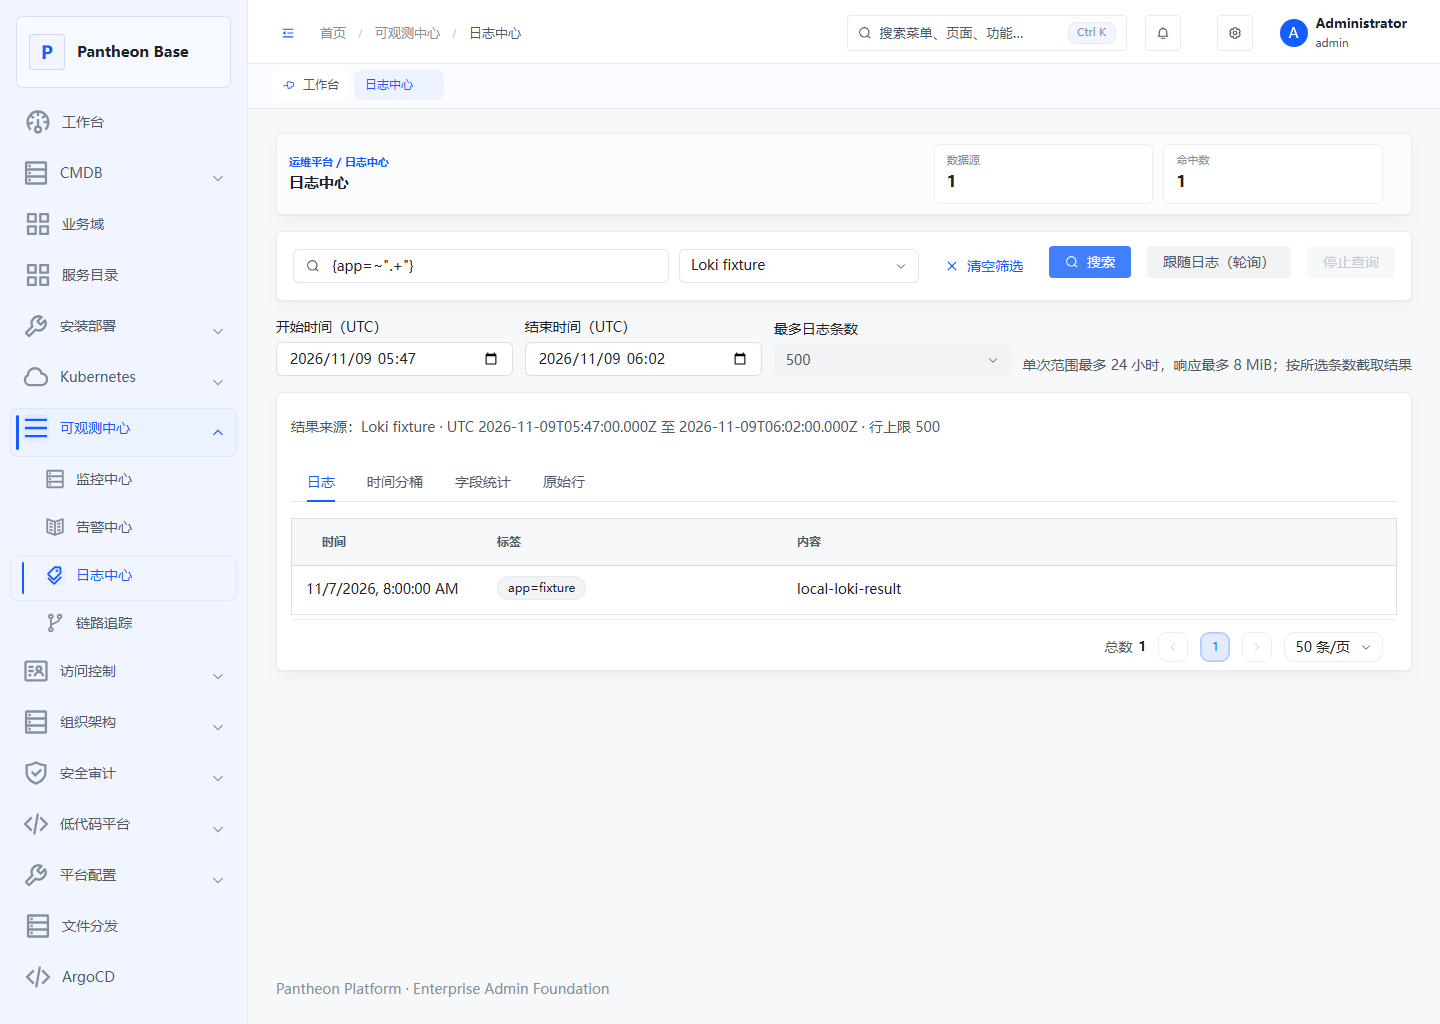 P Pantheon Base
工作台
CMDB
业务域
服务目录
安装部署
Kubernetes
可观测中心
监控中心
告警中心
日志中心
链路追踪
访问控制
组织架构
安全审计
低代码平台
平台配置
文件分发
ArgoCD
首页 / 可观测中心 / 日志中心
搜索菜单、页面、功能... Ctrl K
A Administrator
admin
工作台 日志中心
运维平台 / 日志中心
日志中心
数据源
1
命中数
1
{app=~".+"} Loki fixture 清空筛选 搜索 跟随日志（轮询） 停止查询
开始时间（UTC） 结束时间（UTC） 最多日志条数
2026/11/09 05:47 2026/11/09 06:02 500 单次范围最多 24 小时，响应最多 8 MiB；按所选条数截取结果
结果来源：Loki fixture · UTC 2026-11-09T05:47:00.000Z 至 2026-11-09T06:02:00.000Z · 行上限 500
日志 时间分桶 字段统计 原始行
时间 标签 内容
11/7/2026, 8:00:00 AM app=fixture local-loki-result
总数 1 1 50 条/页
Pantheon Platform · Enterprise Admin Foundation